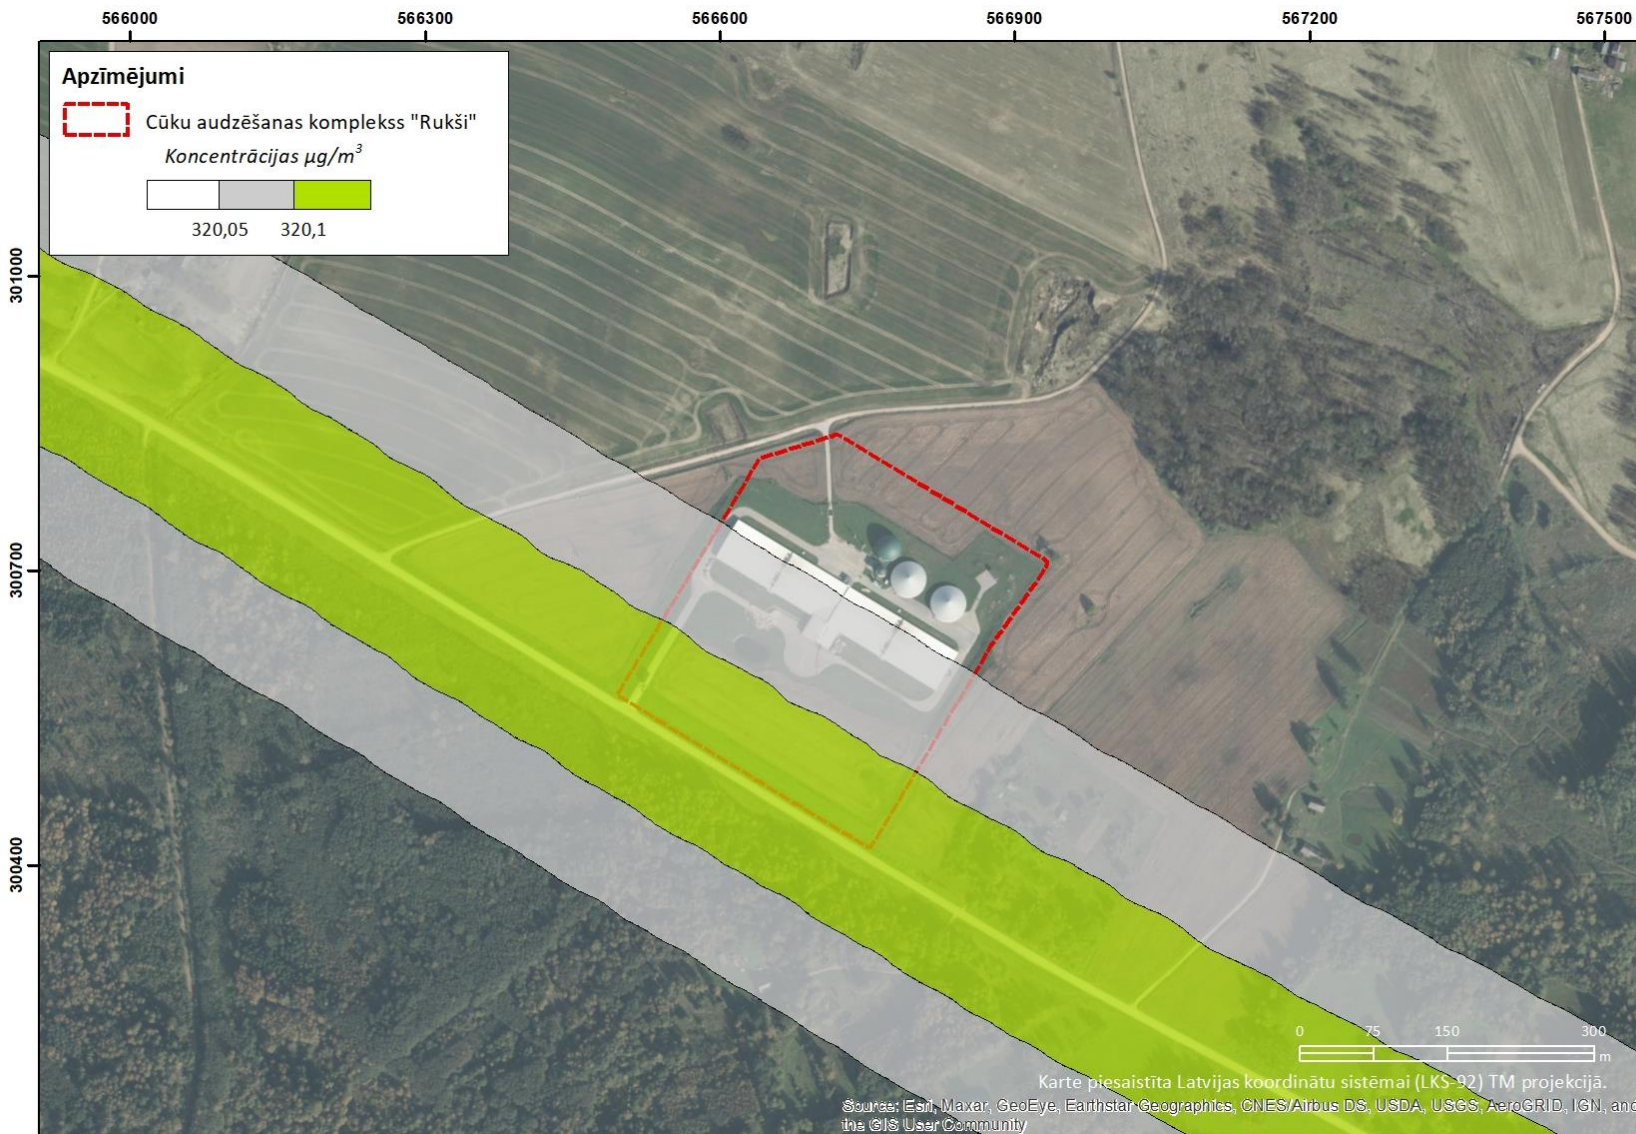 566000 566300 566600 566900 567200 567500
Apzīmējumi
Cūku audzēšanas komplekss "Rukši"
Koncentrācijas µg/m³
320,05 320,1
301000
300700
300400
0 75 150 300
m
Karte piesaistīta Latvijas koordinātu sistēmai (LKS-92) TM projekcijā.
Source: Esri, Maxar, GeoEye, Earthstar Geographics, CNES/Airbus DS, USDA, USGS, AeroGRID, IGN, and
the GIS User Community